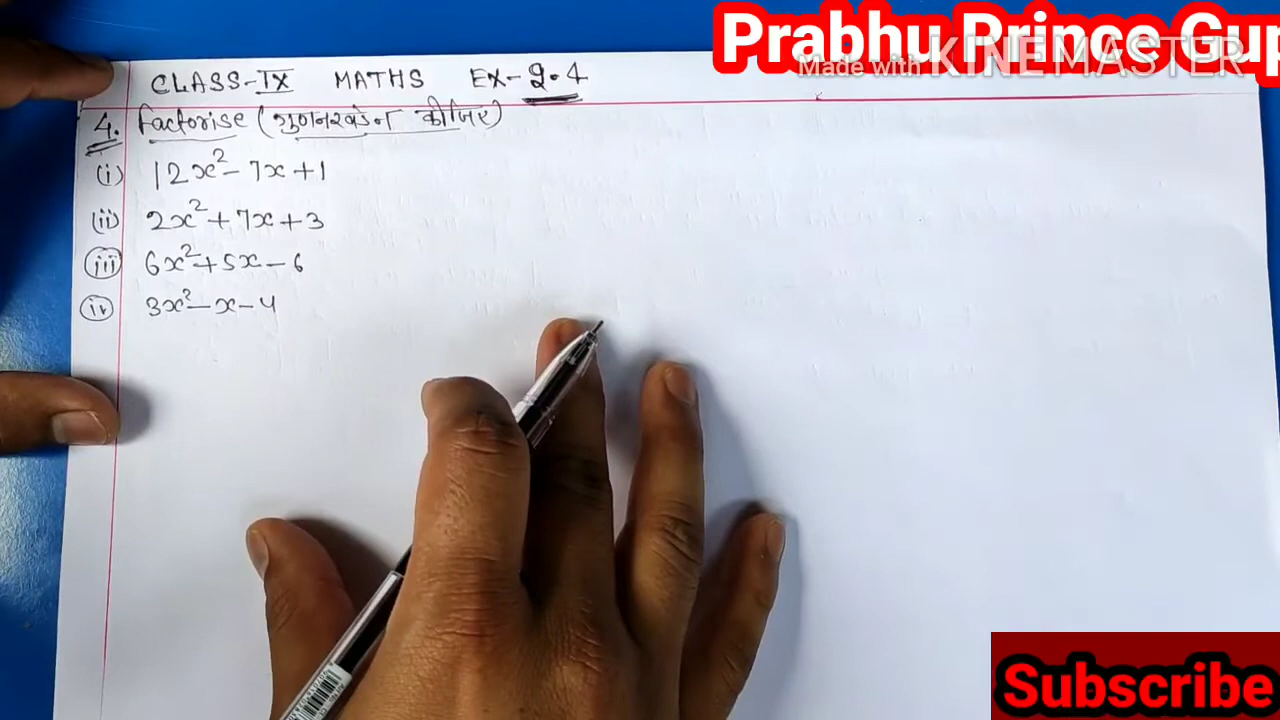 Prabhu Prince Gup
Made with KINEMASTER
CLASS-IX MATHS EX-2.4
4. Factorise (गुणनखंडन कीजिए)
(i) 12x²-7x+1
(ii) 2x²+7x+3
(iii) 6x²+5x-6
(iv) 3x²-x-4
Subscribe